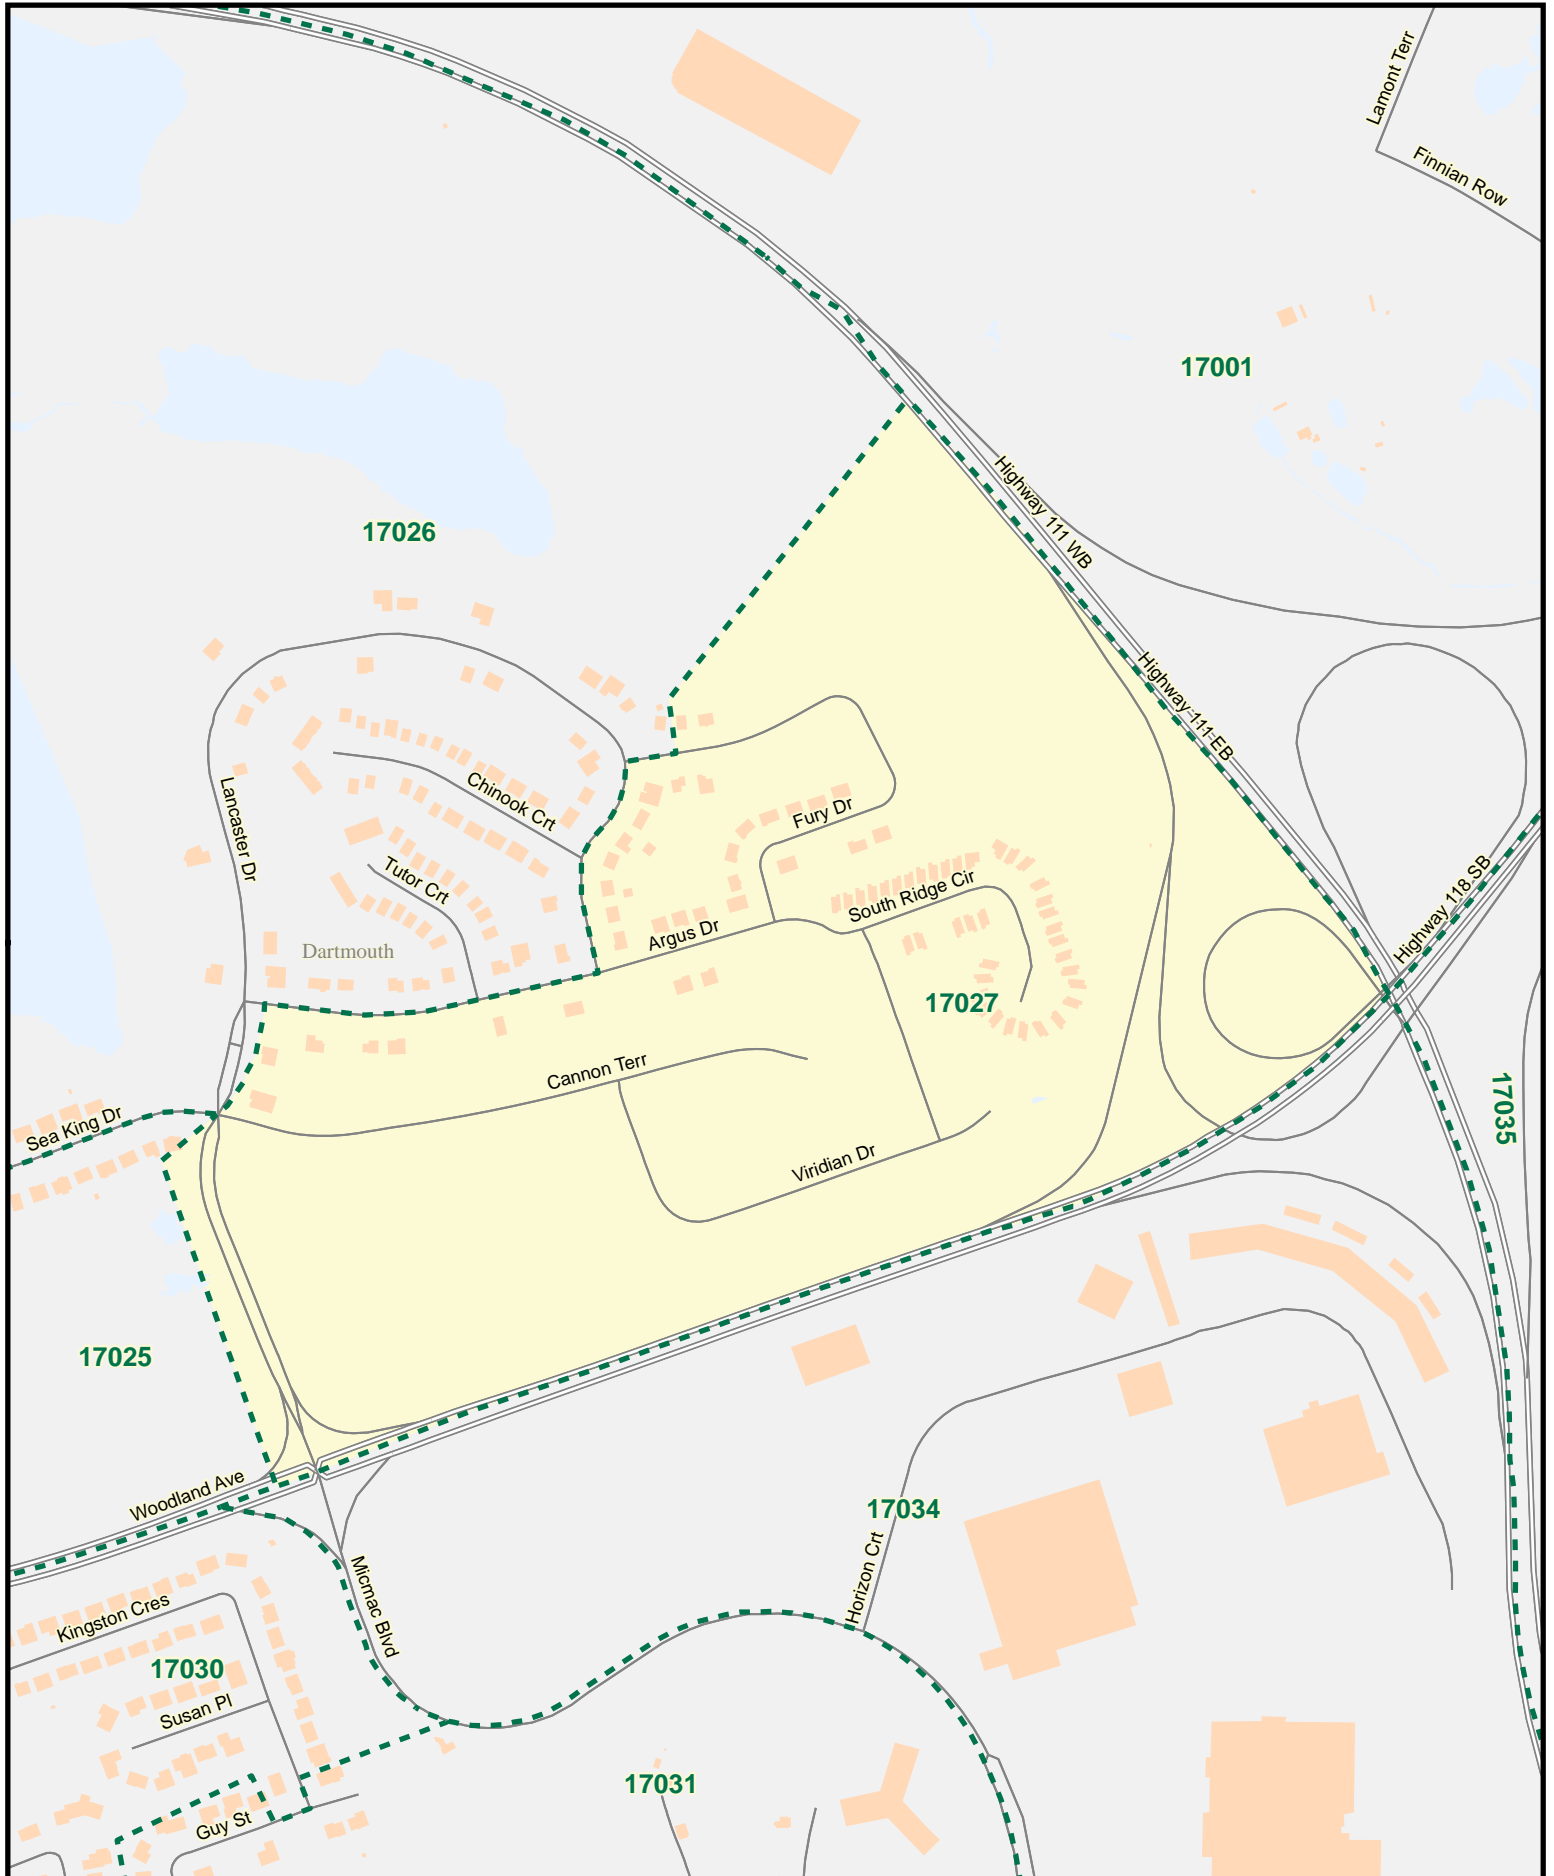 Lamont Terr
Finnian Row
17001
Highway 111 WB
17026
Highway 111 EB
Lancaster Dr
Chinook Crt
Fury Dr
Tutor Crt
South Ridge Cir
Highway 118 SB
Argus Dr
Dartmouth
17027
Cannon Terr
Sea King Dr
17035
Viridian Dr
17025
Woodland Ave
17034
Micmac Blvd
Horizon Crt
Kingston Cres
17030
Susan Pl
17031
Guy St